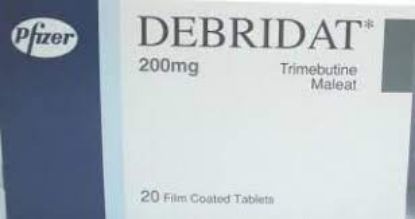 Pfizer
DEBRIDAT*
200mg
Trimebutine
Maleat
20 Film Coated Tablets